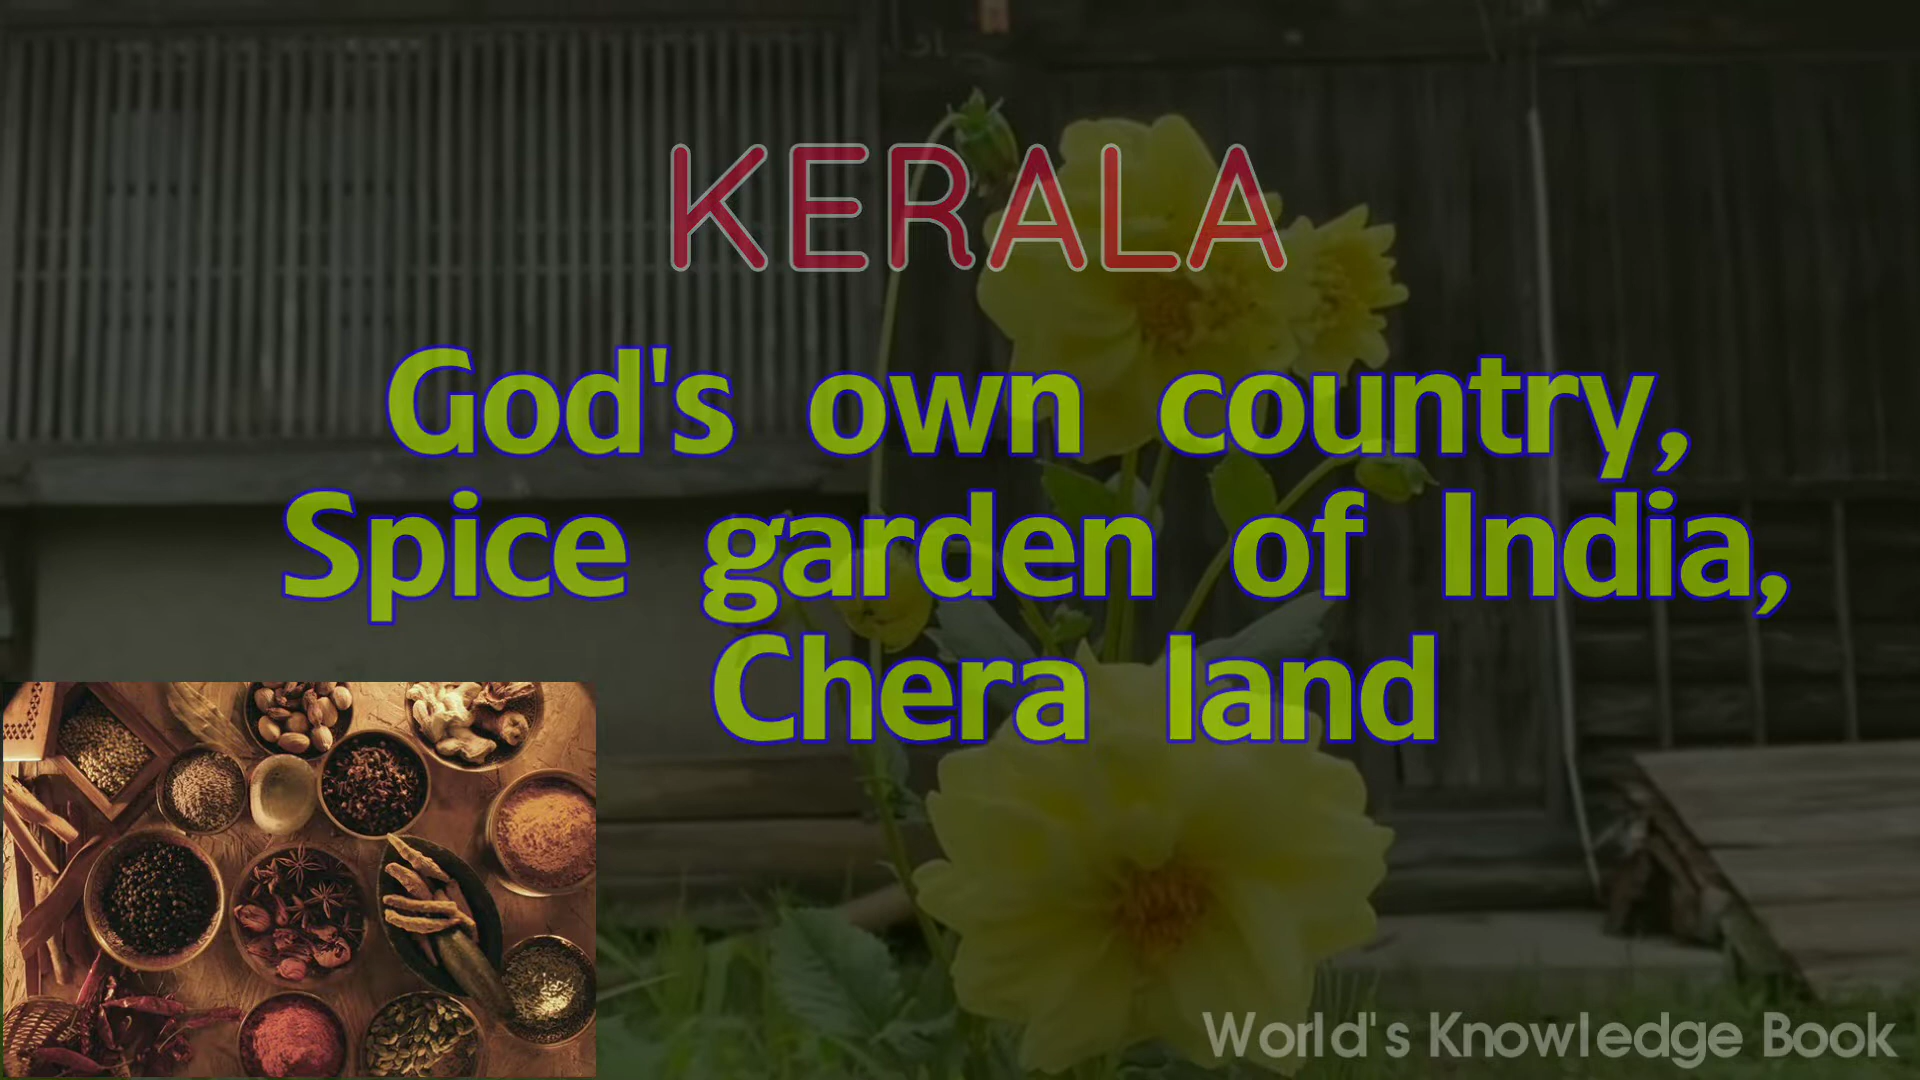 KERALA
God's own country,
Spice garden of India,
Chera land
World's Knowledge Book